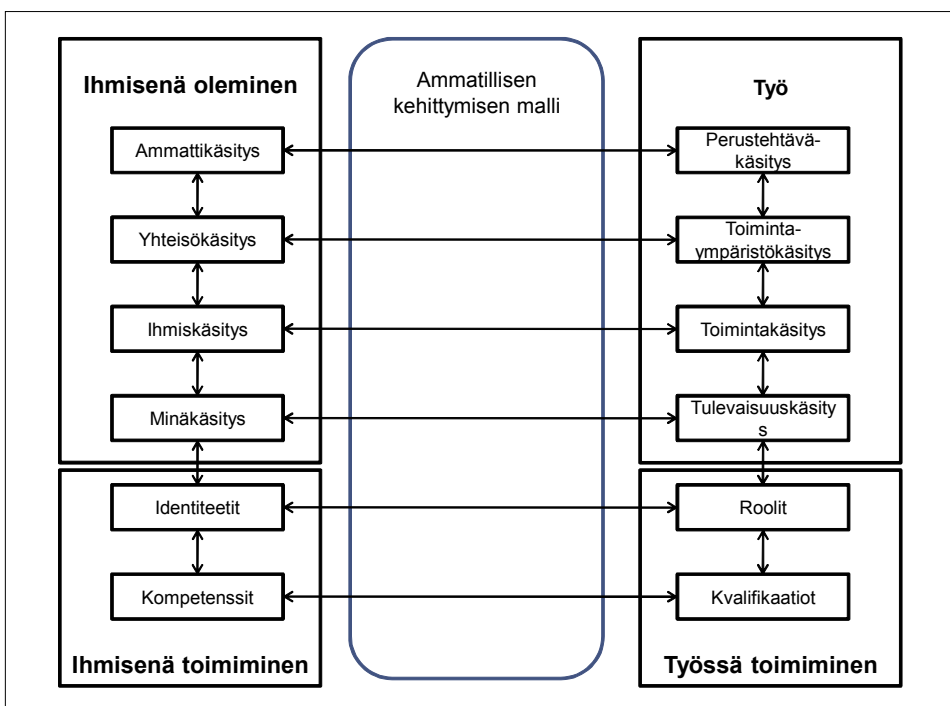 Ihmisenä oleminen
Ammattikäsitys
Yhteisökäsitys
Ihmiskäsitys
Minäkäsitys
Identiteetit
Kompetenssit
Ihmisenä toimiminen
Ammatillisen
kehittymisen malli
Työ
Perustehtävä-
käsitys
Toiminta-
ympäristökäsitys
Toimintakäsitys
Tulevaisuuskäsity
s
Roolit
Kvalifikaatiot
Työssä toimiminen